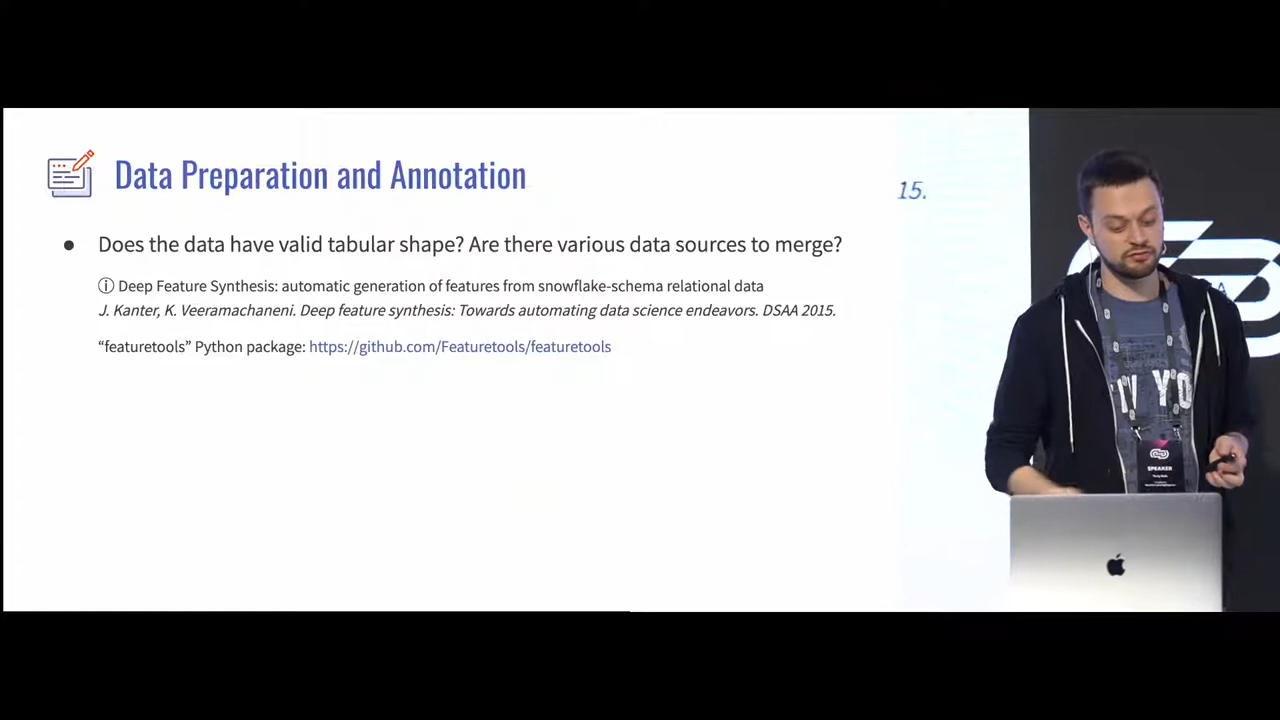 Data Preparation and Annotation
15.
● Does the data have valid tabular shape? Are there various data sources to merge?
ⓘ Deep Feature Synthesis: automatic generation of features from snowflake-schema relational data
J. Kanter, K. Veeramachaneni. Deep feature synthesis: Towards automating data science endeavors. DSAA 2015.
“featuretools” Python package: https://github.com/Featuretools/featuretools
SPEAKER